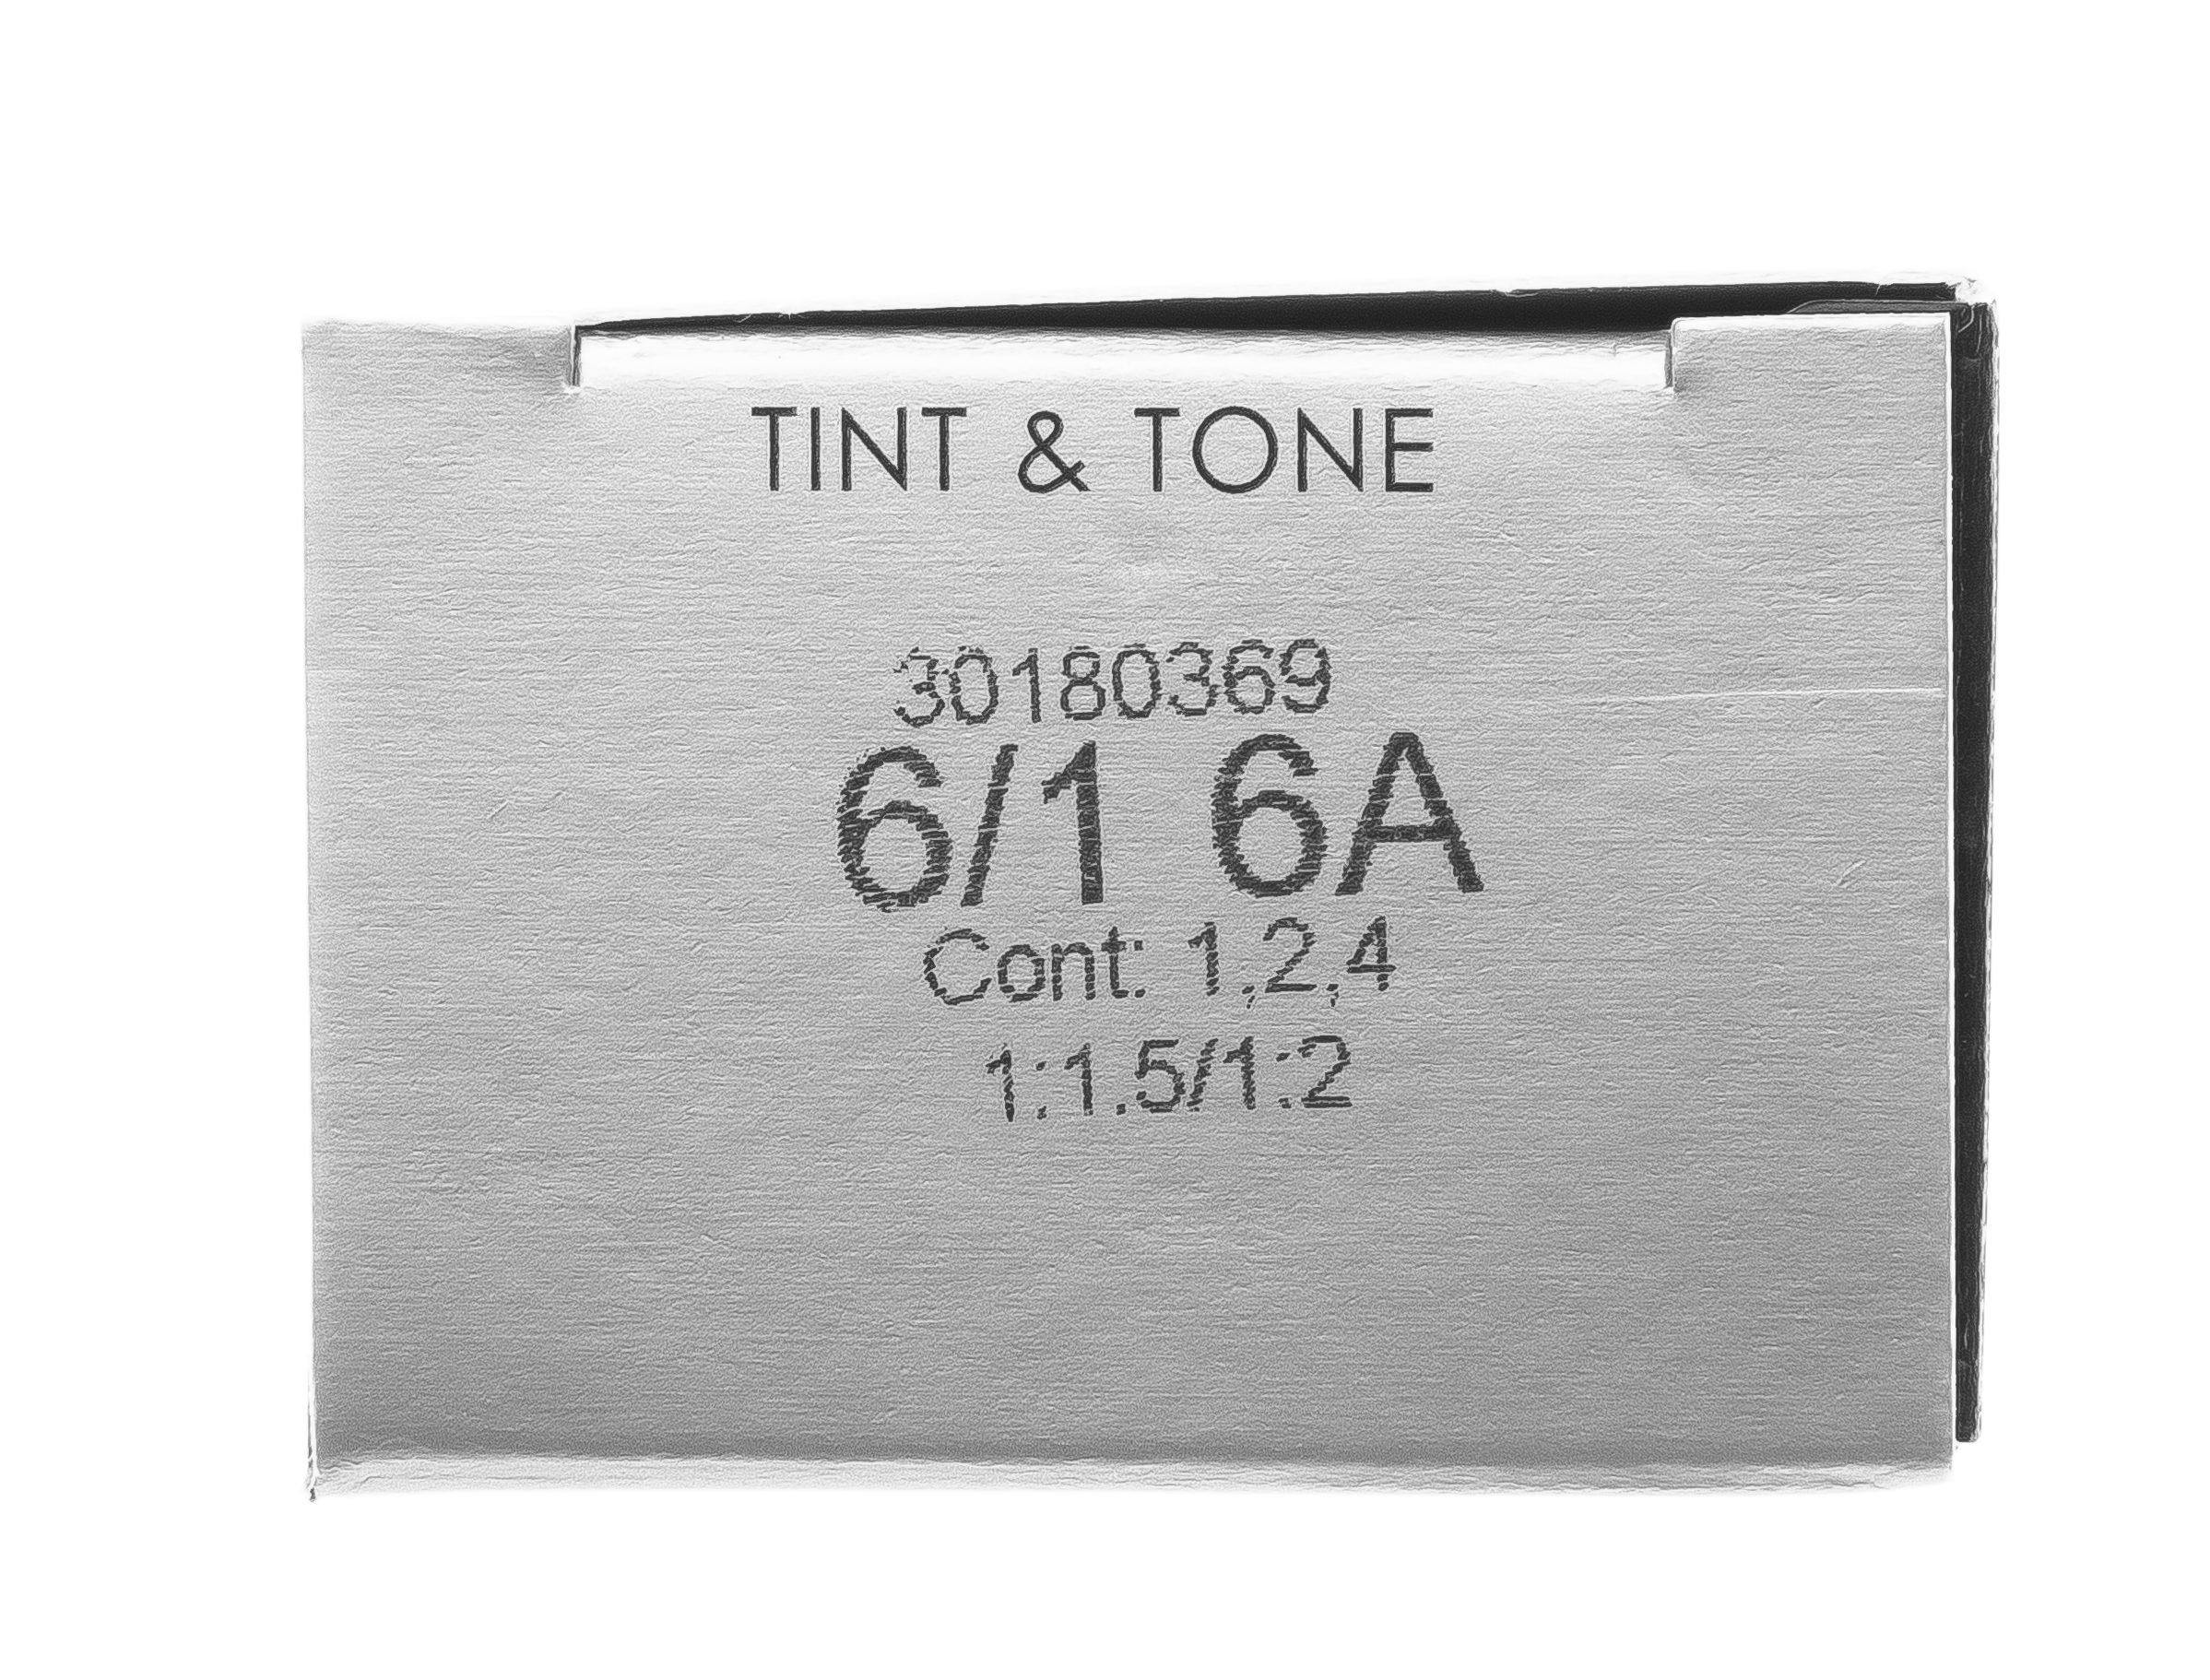 TINT & TONE
30180369
6/1 6A
Cont: 1,2,4
1:1.5/1:2